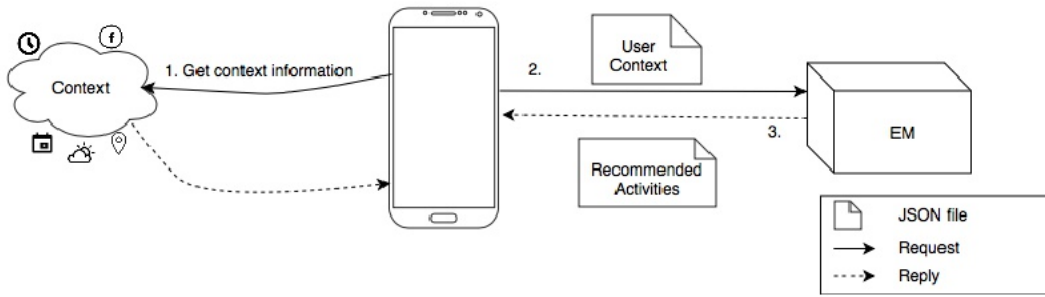 Context
f
1. Get context information
2.
User
Context
3.
EM
Recommended
Activities
JSON file
Request
Reply